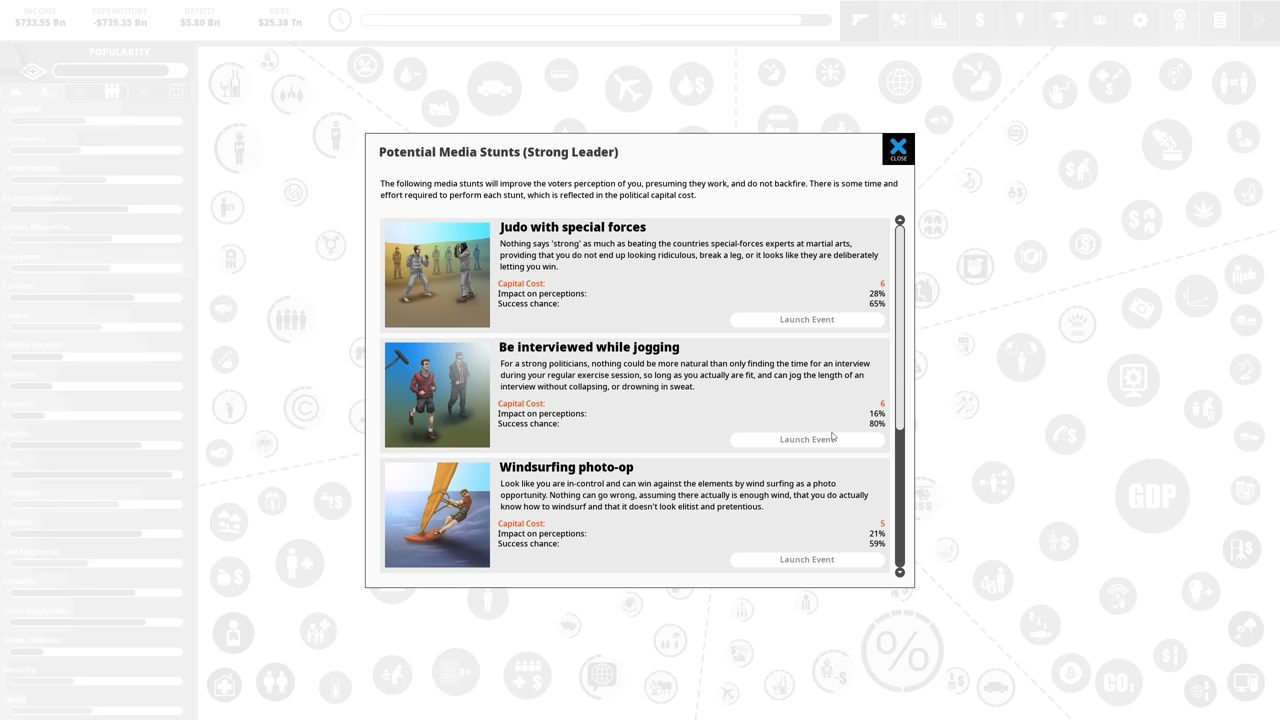 INCOME
EXPENDITURE
DEFICIT
DEBT
$733.55 Bn
-$739.35 Bn
$5.80 Bn
$25.38 Tn
POPULARITY
Potential Media Stunts (Strong Leader)
CLOSE
The following media stunts will improve the voters perception of you, presuming they work, and do not backfire. There is some time and
effort required to perform each stunt, which is reflected in the political capital cost.
Judo with special forces
Nothing says 'strong' as much as beating the countries special-forces experts at martial arts,
providing that you do not end up looking ridiculous, break a leg, or it looks like they are deliberately
letting you win.
Capital Cost: 6
Impact on perceptions: 28%
Success chance: 65%
Launch Event
Be interviewed while jogging
For a strong politicians, nothing could be more natural than only finding the time for an interview
during your regular exercise session, so long as you actually are fit, and can jog the length of an
interview without collapsing, or drowning in sweat.
Capital Cost: 6
Impact on perceptions: 16%
Success chance: 80%
Launch Event
Windsurfing photo-op
Look like you are in-control and can win against the elements by wind surfing as a photo
opportunity. Nothing can go wrong, assuming there actually is enough wind, that you do actually
know how to windsurf and that it doesn't look elitist and pretentious.
Capital Cost: 5
Impact on perceptions: 21%
Success chance: 59%
Launch Event
GDP
CO₂